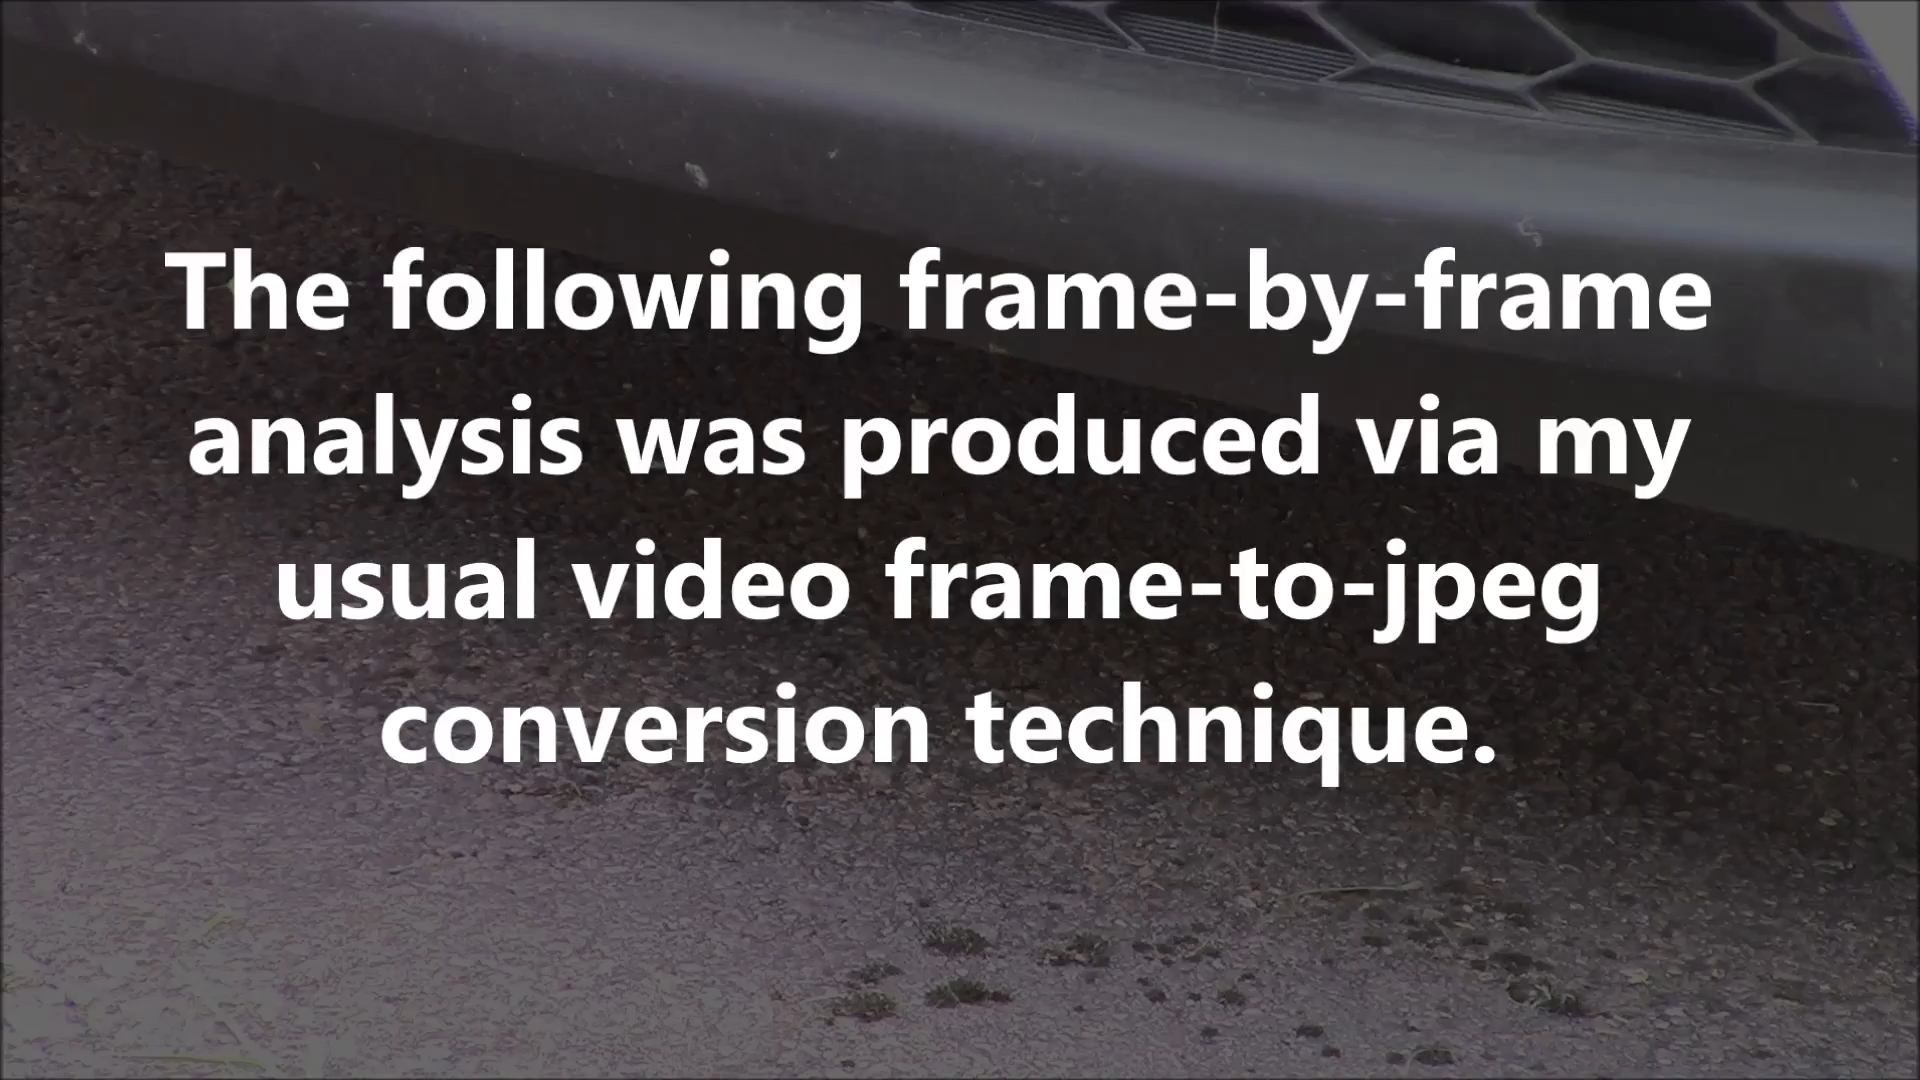 The following frame-by-frame
analysis was produced via my
usual video frame-to-jpeg
conversion technique.